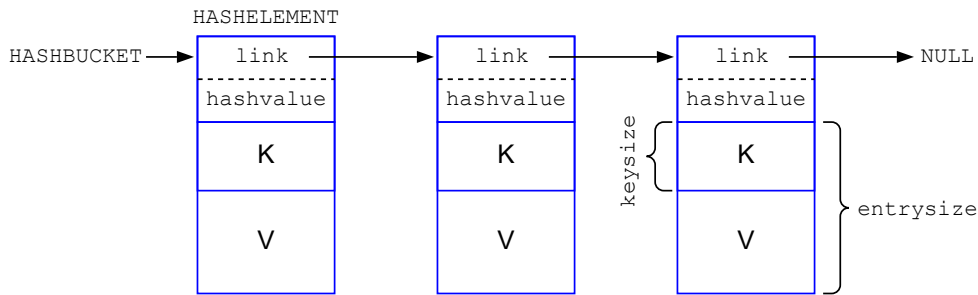 HASHELEMENT
HASHBUCKET link link link NULL
hashvalue hashvalue hashvalue
K K K
keysize
entrysize
V V V